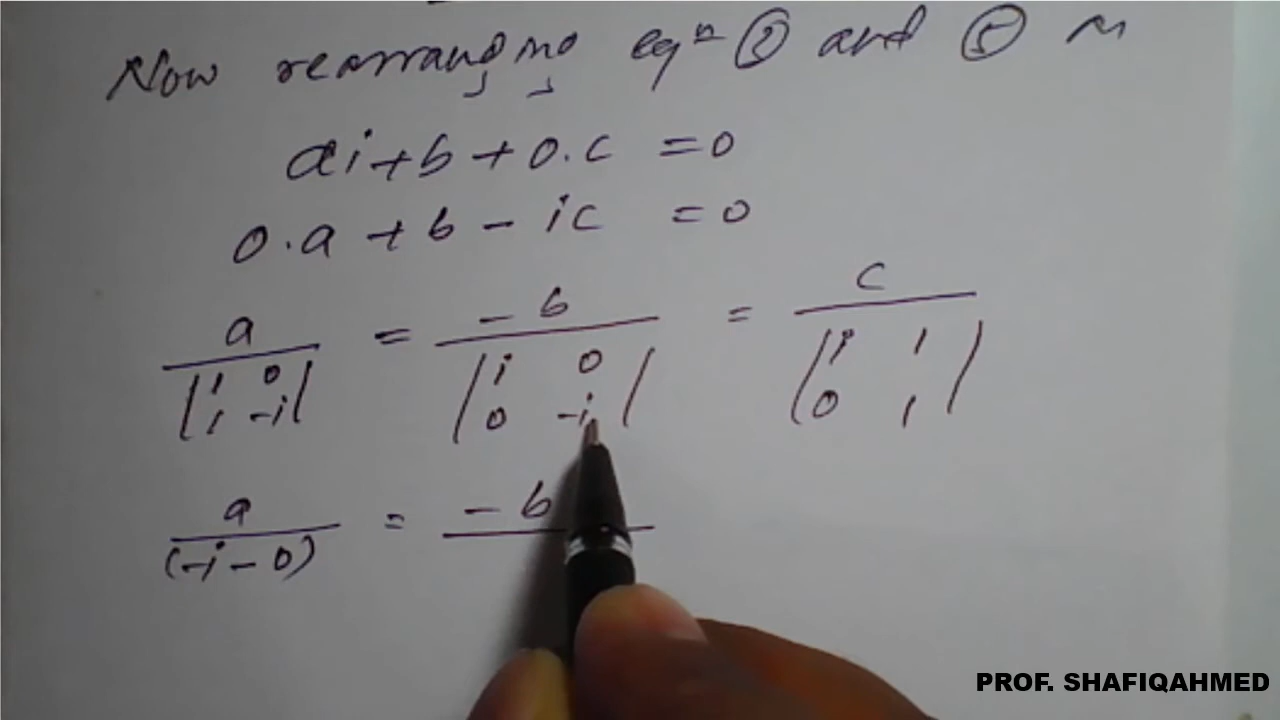 Now rearranging eqⁿ ② and ⑤
ai + b + 0.c = 0
0.a + b - ic = 0
a = - b = c
|1 0| |i 0| |i 1|
|1 -i| |0 -i| |0 1|
a = - b
(-i - 0)
PROF. SHAFIQAHMED